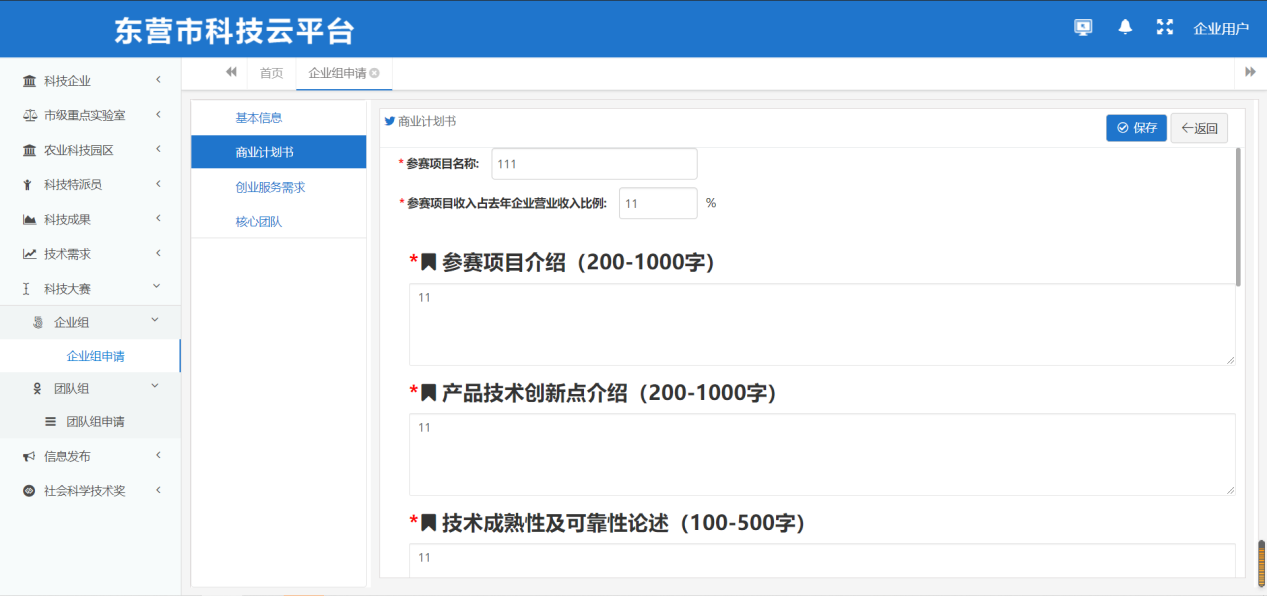 东营市科技云平台
企业用户
首页
企业组申请
科技企业
市级重点实验室
农业科技园区
科技特派员
科技成果
技术需求
科技大赛
企业组
企业组申请
团队组
团队组申请
信息发布
社会科学技术奖
基本信息
商业计划书
创业服务需求
核心团队
商业计划书
保存
返回
*参赛项目名称: 111
*参赛项目收入占去年企业营业收入比例: 11 %
*参赛项目介绍（200-1000字）
11
*产品技术创新点介绍（200-1000字）
11
*技术成熟性及可靠性论述（100-500字）
11